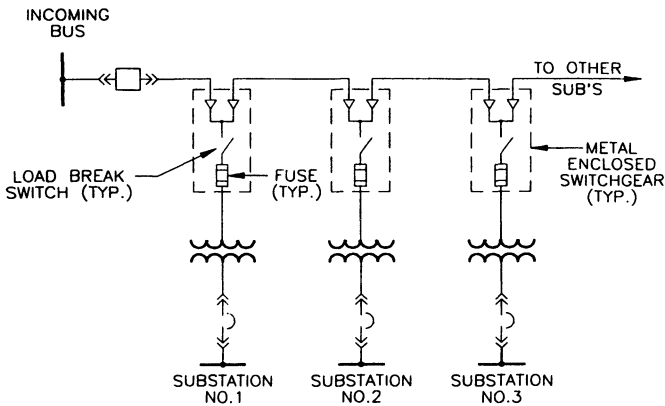 INCOMING
BUS
TO OTHER
SUB'S
LOAD BREAK
SWITCH (TYP.)
FUSE
(TYP.)
METAL
ENCLOSED
SWITCHGEAR
(TYP.)
SUBSTATION
NO.1
SUBSTATION
NO.2
SUBSTATION
NO.3